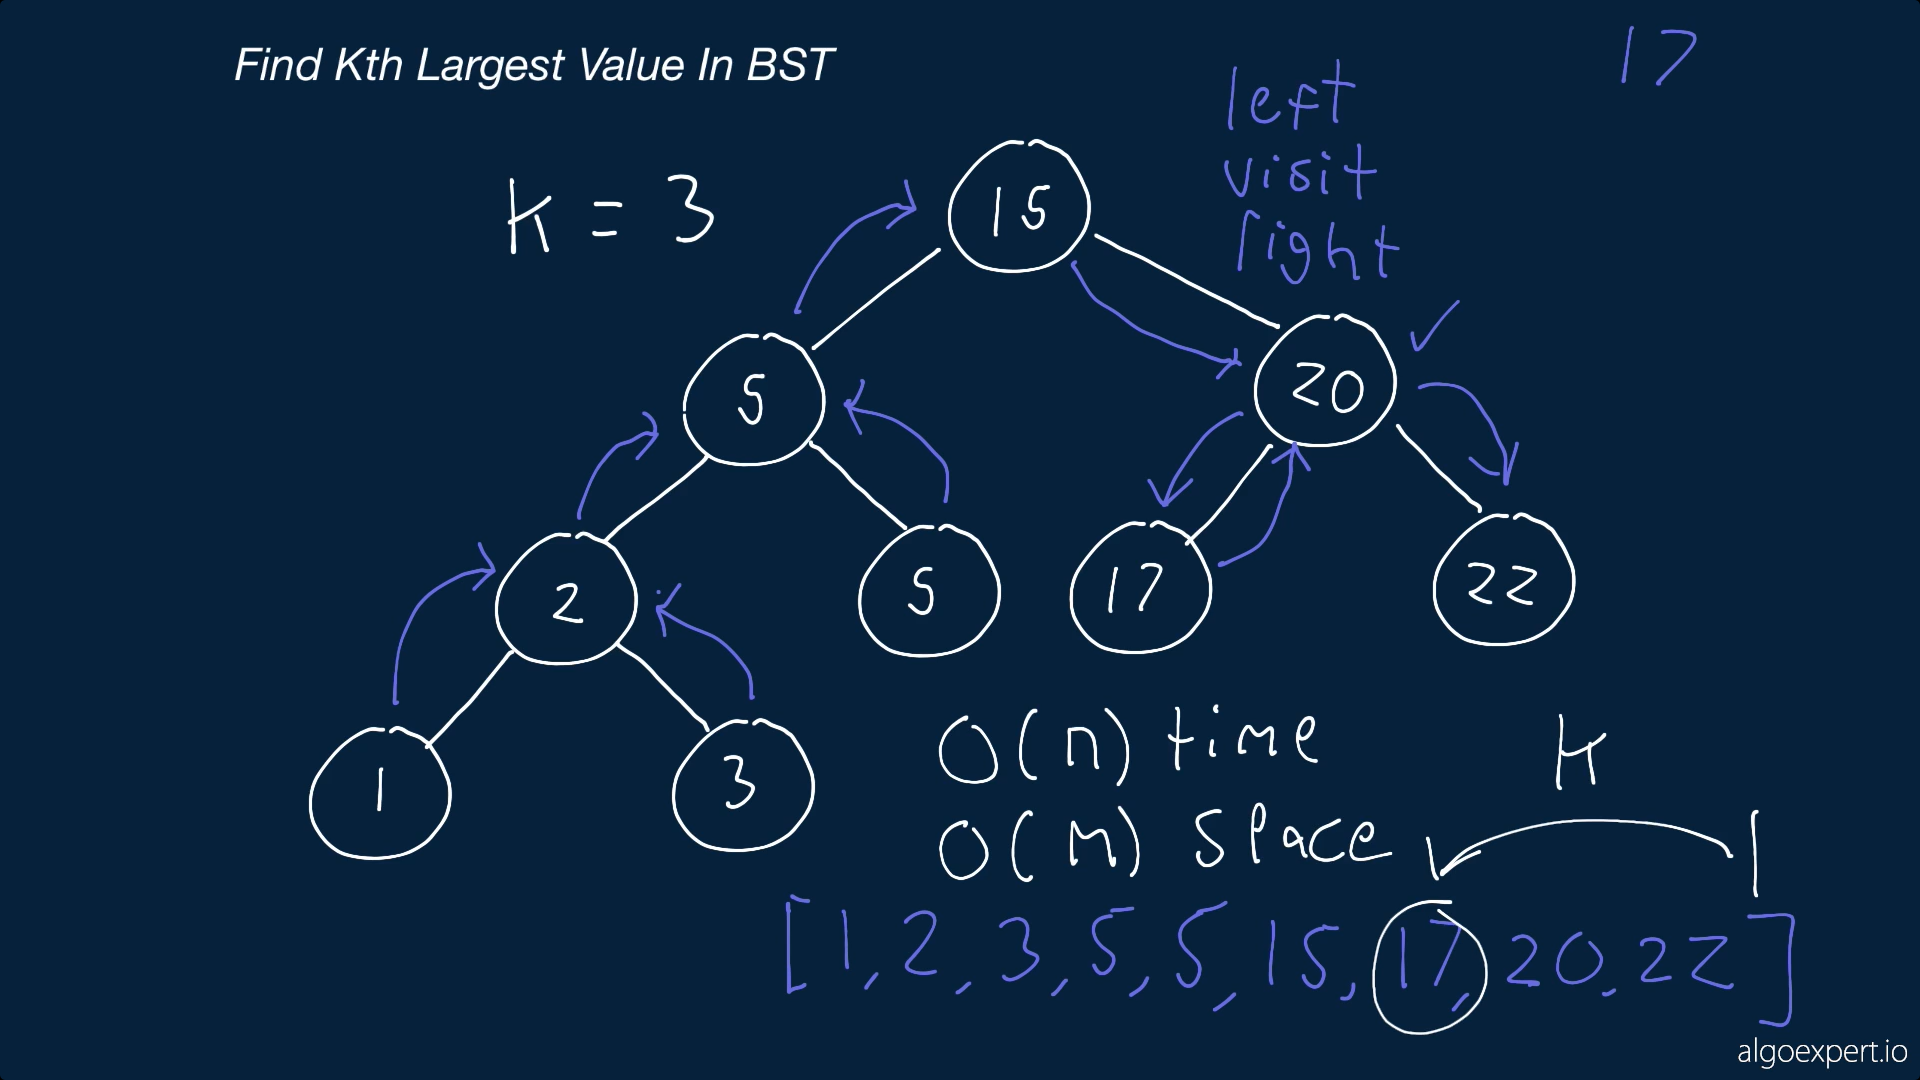 Find Kth Largest Value In BST
17
left
visit
right
k = 3
15
5
20
2
5
17
22
1
3
O(n) time
k
O(n) space
[1, 2, 3, 5, 5, 15, 17, 20, 22]
algoexpert.io